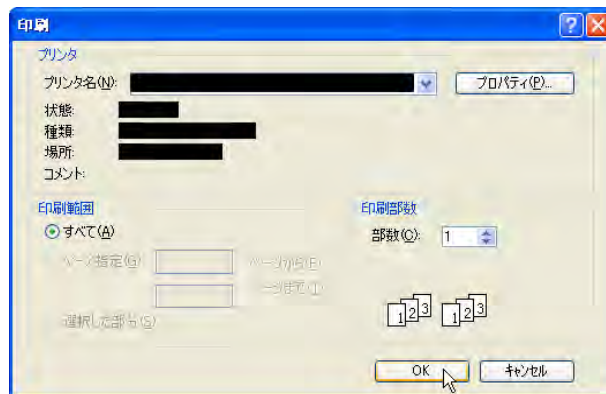 印刷
プリンタ
プリンタ名(N):
プロパティ(P)...
状態:
種類:
場所:
コメント:
印刷範囲
すべて(A)
ページ指定(G)
ページから(F)
ページまで(T)
選択した部分(S)
印刷部数
部数(C): 1
1 2 3 1 2 3
OK
キャンセル